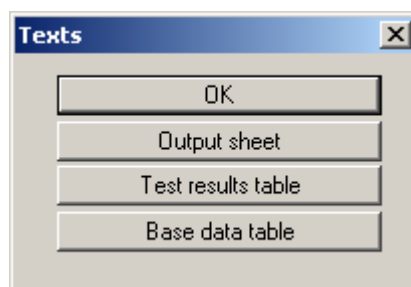 Texts
OK
Output sheet
Test results table
Base data table